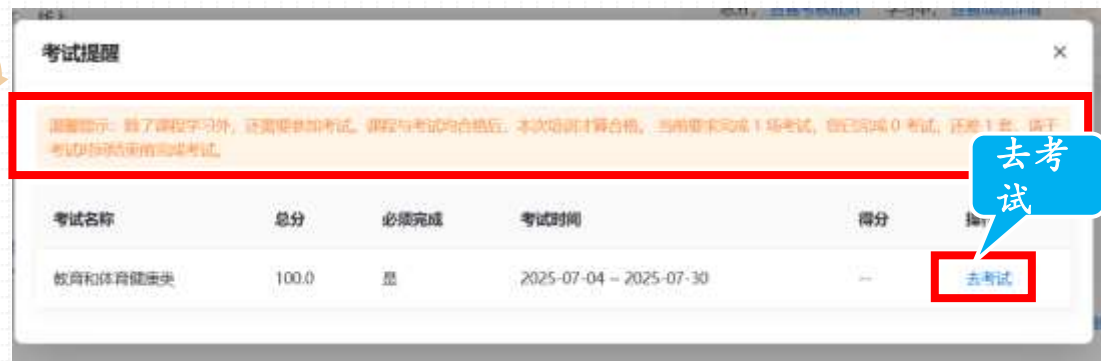 考试提醒
×
温馨提示：除了课程学习外，还需要参加考试。课程与考试均合格后，本次培训才算合格。当前要求完成 1 场考试，您已完成 0 考试，还差 1 套，请于
考试时间结束前完成考试。
去考
试
考试名称 总分 必须完成 考试时间 得分
教育和体育健康类 100.0 是 2025-07-04 -- 2025-07-30 -- 去考试